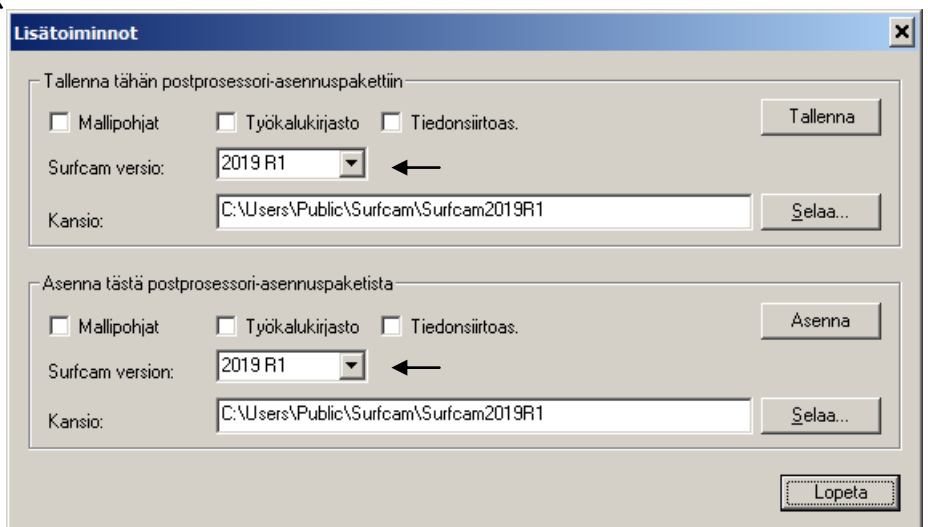 Lisätoiminnot
Tallenna tähän postprosessori-asennuspakettiin
Mallipohjat Työkalukirjasto Tiedonsiirtoas. Tallenna
Surfcam versio: 2019 R1
Kansio: C:\Users\Public\Surfcam\Surfcam2019R1 Selaa...
Asenna tästä postprosessori-asennuspaketista
Mallipohjat Työkalukirjasto Tiedonsiirtoas. Asenna
Surfcam version: 2019 R1
Kansio: C:\Users\Public\Surfcam\Surfcam2019R1 Selaa...
Lopeta